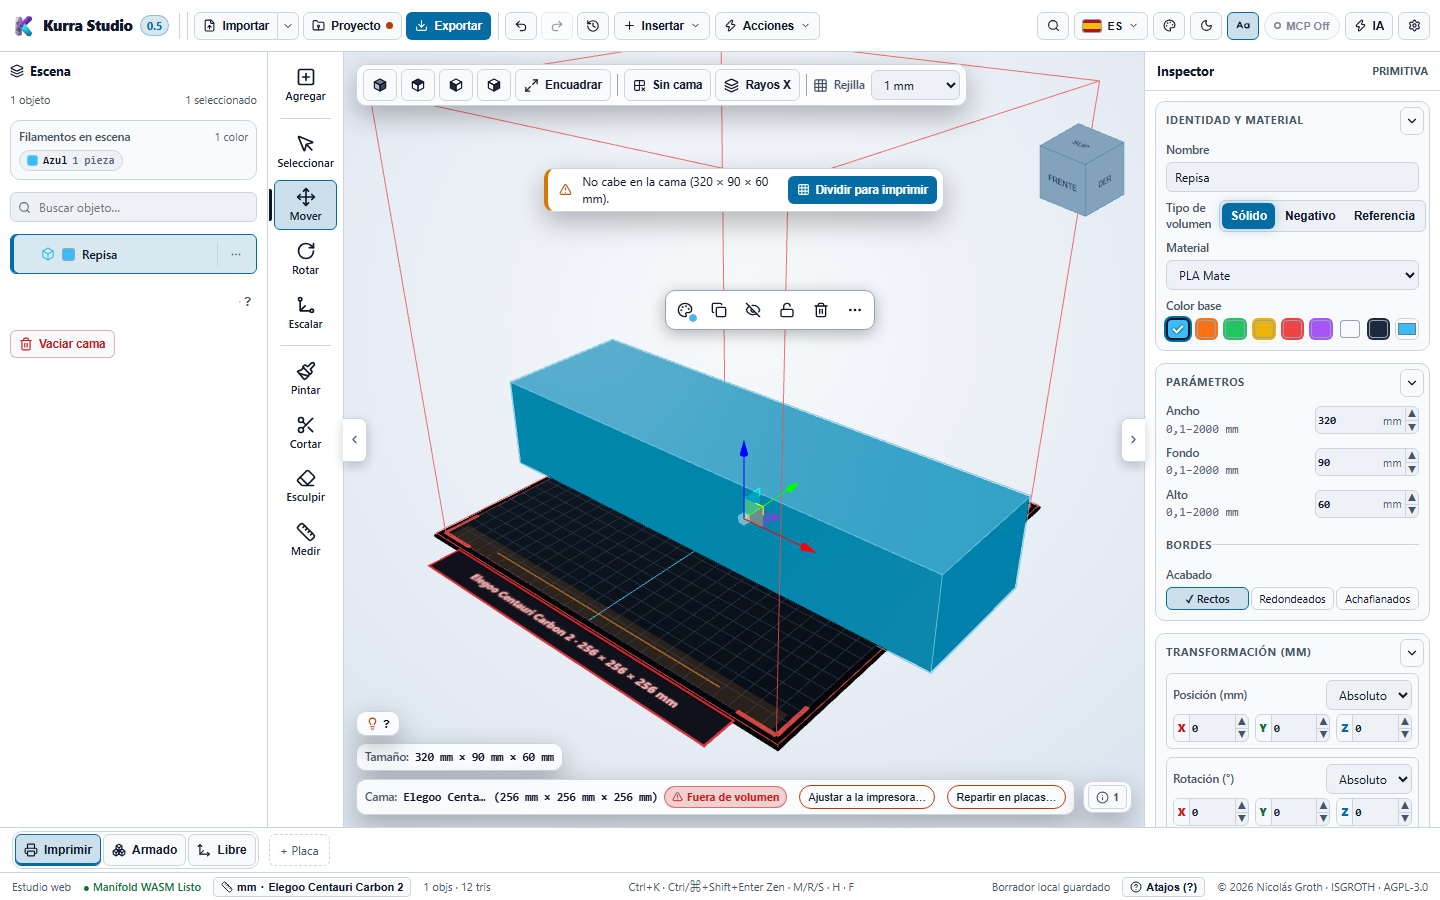 Kurra Studio 0.5
Importar
Proyecto
Exportar
Insertar
Acciones
ES
Aa
MCP Off
IA
Escena
1 objeto
1 seleccionado
Filamentos en escena
1 color
Azul 1 pieza
Buscar objeto...
Repisa
...
· ?
Vaciar cama
Agregar
Seleccionar
Mover
Rotar
Escalar
Pintar
Cortar
Esculpir
Medir
Encuadrar
Sin cama
Rayos X
Rejilla
1 mm
No cabe en la cama (320 × 90 × 60
mm).
Dividir para imprimir
SUP
FRENTE
DER
Elegoo Centauri Carbon 2 · 256 × 256 × 256 mm
?
Tamaño: 320 mm × 90 mm × 60 mm
Cama: Elegoo Centa… (256 mm × 256 mm × 256 mm)
Fuera de volumen
Ajustar a la impresora…
Repartir en placas…
1
Inspector
PRIMITIVA
IDENTIDAD Y MATERIAL
Nombre
Repisa
Tipo de
volumen
Sólido
Negativo
Referencia
Material
PLA Mate
Color base
PARÁMETROS
Ancho
0,1–2000 mm
320 mm
Fondo
0,1–2000 mm
90 mm
Alto
0,1–2000 mm
60 mm
BORDES
Acabado
✓ Rectos
Redondeados
Achaflanados
TRANSFORMACIÓN (MM)
Posición (mm)
Absoluto
X 0
Y 0
Z 0
Rotación (°)
Absoluto
X 0
Y 0
Z 0
Imprimir
Armado
Libre
+ Placa
Estudio web
● Manifold WASM Listo
mm · Elegoo Centauri Carbon 2
1 objs · 12 tris
Ctrl+K · Ctrl/⌘+Shift+Enter Zen · M/R/S · H · F
Borrador local guardado
Atajos (?)
© 2026 Nicolás Groth · ISGROTH · AGPL-3.0